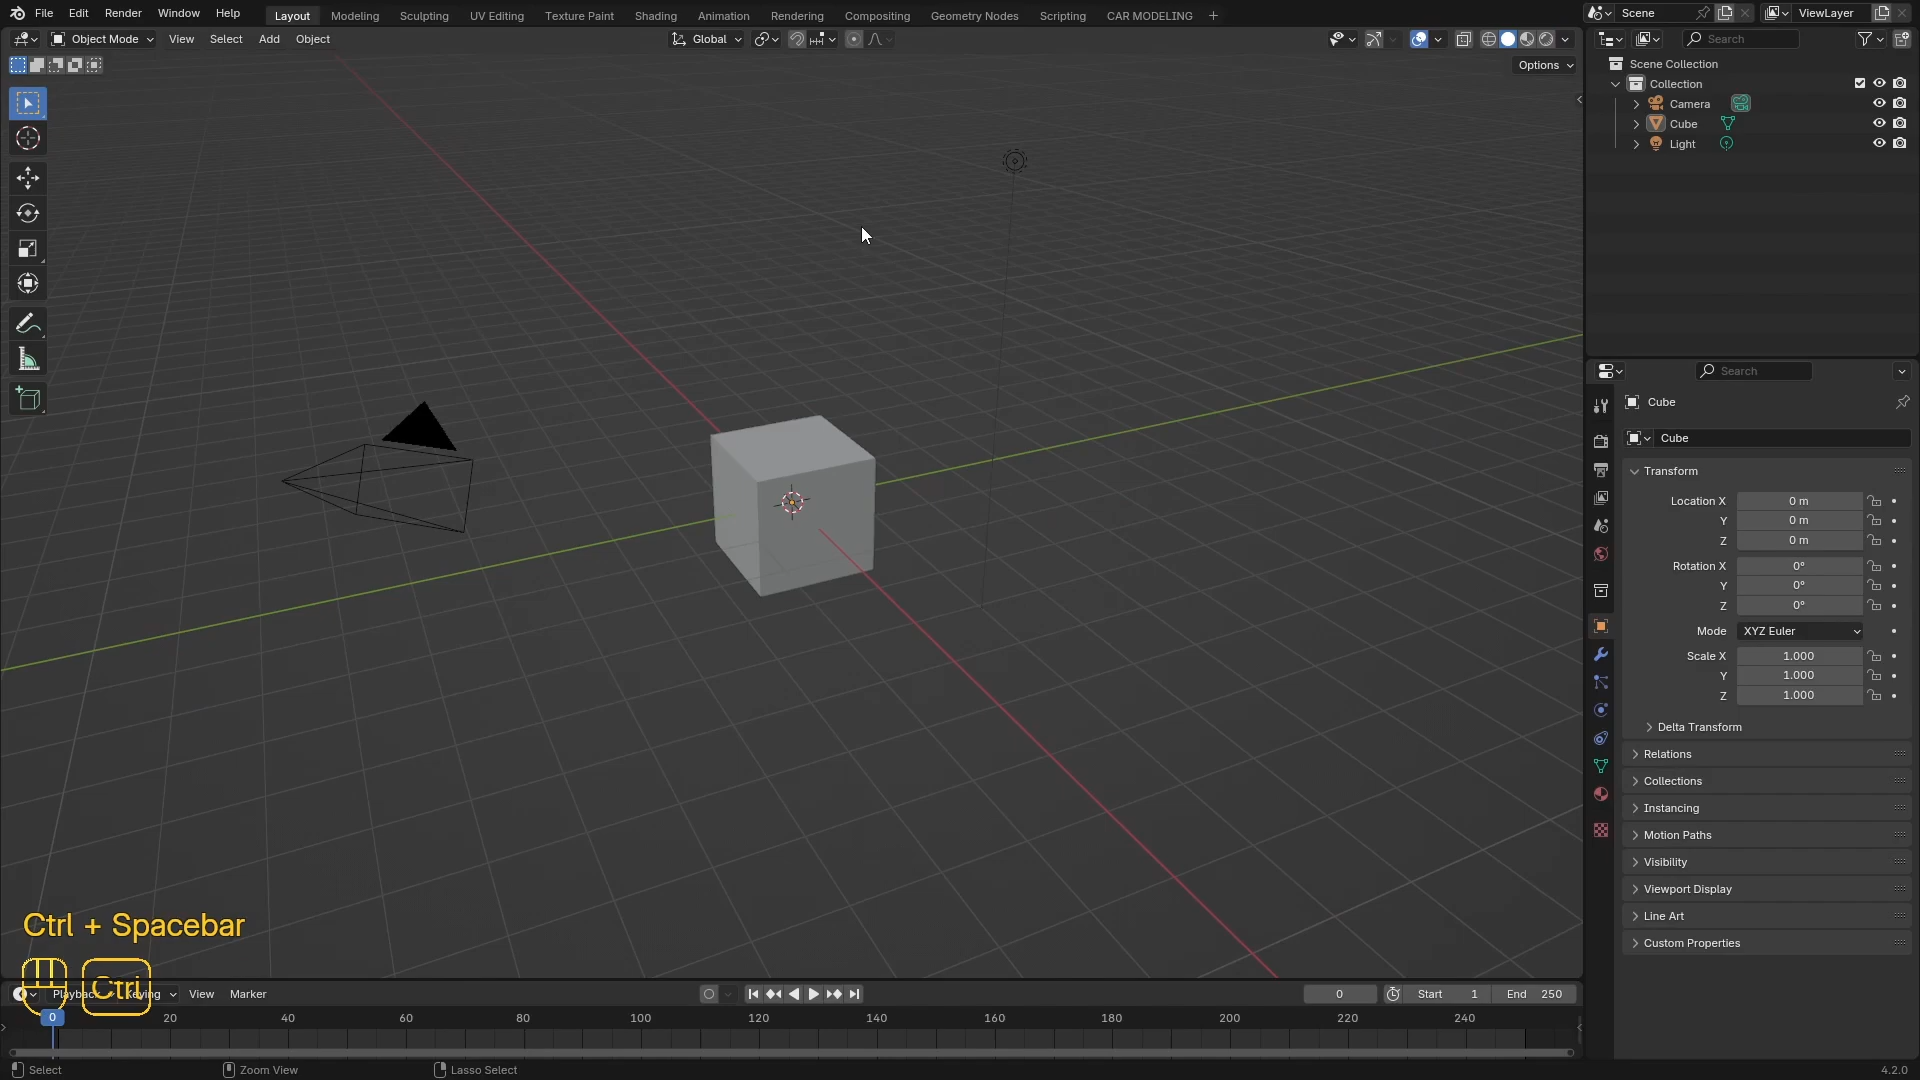 File Edit Render Window Help Layout Modeling Sculpting UV Editing Texture Paint Shading Animation Rendering Compositing Geometry Nodes Scripting CAR MODELING + Scene ViewLayer
Object Mode View Select Add Object Global Search
Options
Scene Collection
Collection
Camera
Cube
Light
Search
Cube
Cube
Transform
Location X 0 m
Y 0 m
Z 0 m
Rotation X 0°
Y 0°
Z 0°
Mode XYZ Euler
Scale X 1.000
Y 1.000
Z 1.000
Delta Transform
Relations
Collections
Instancing
Motion Paths
Visibility
Viewport Display
Line Art
Custom Properties
Ctrl + Spacebar
Ctrl
Playback Keying View Marker 0 Start 1 End 250
0 20 40 60 80 100 120 140 160 180 200 220 240
Select Zoom View Lasso Select 4.2.0